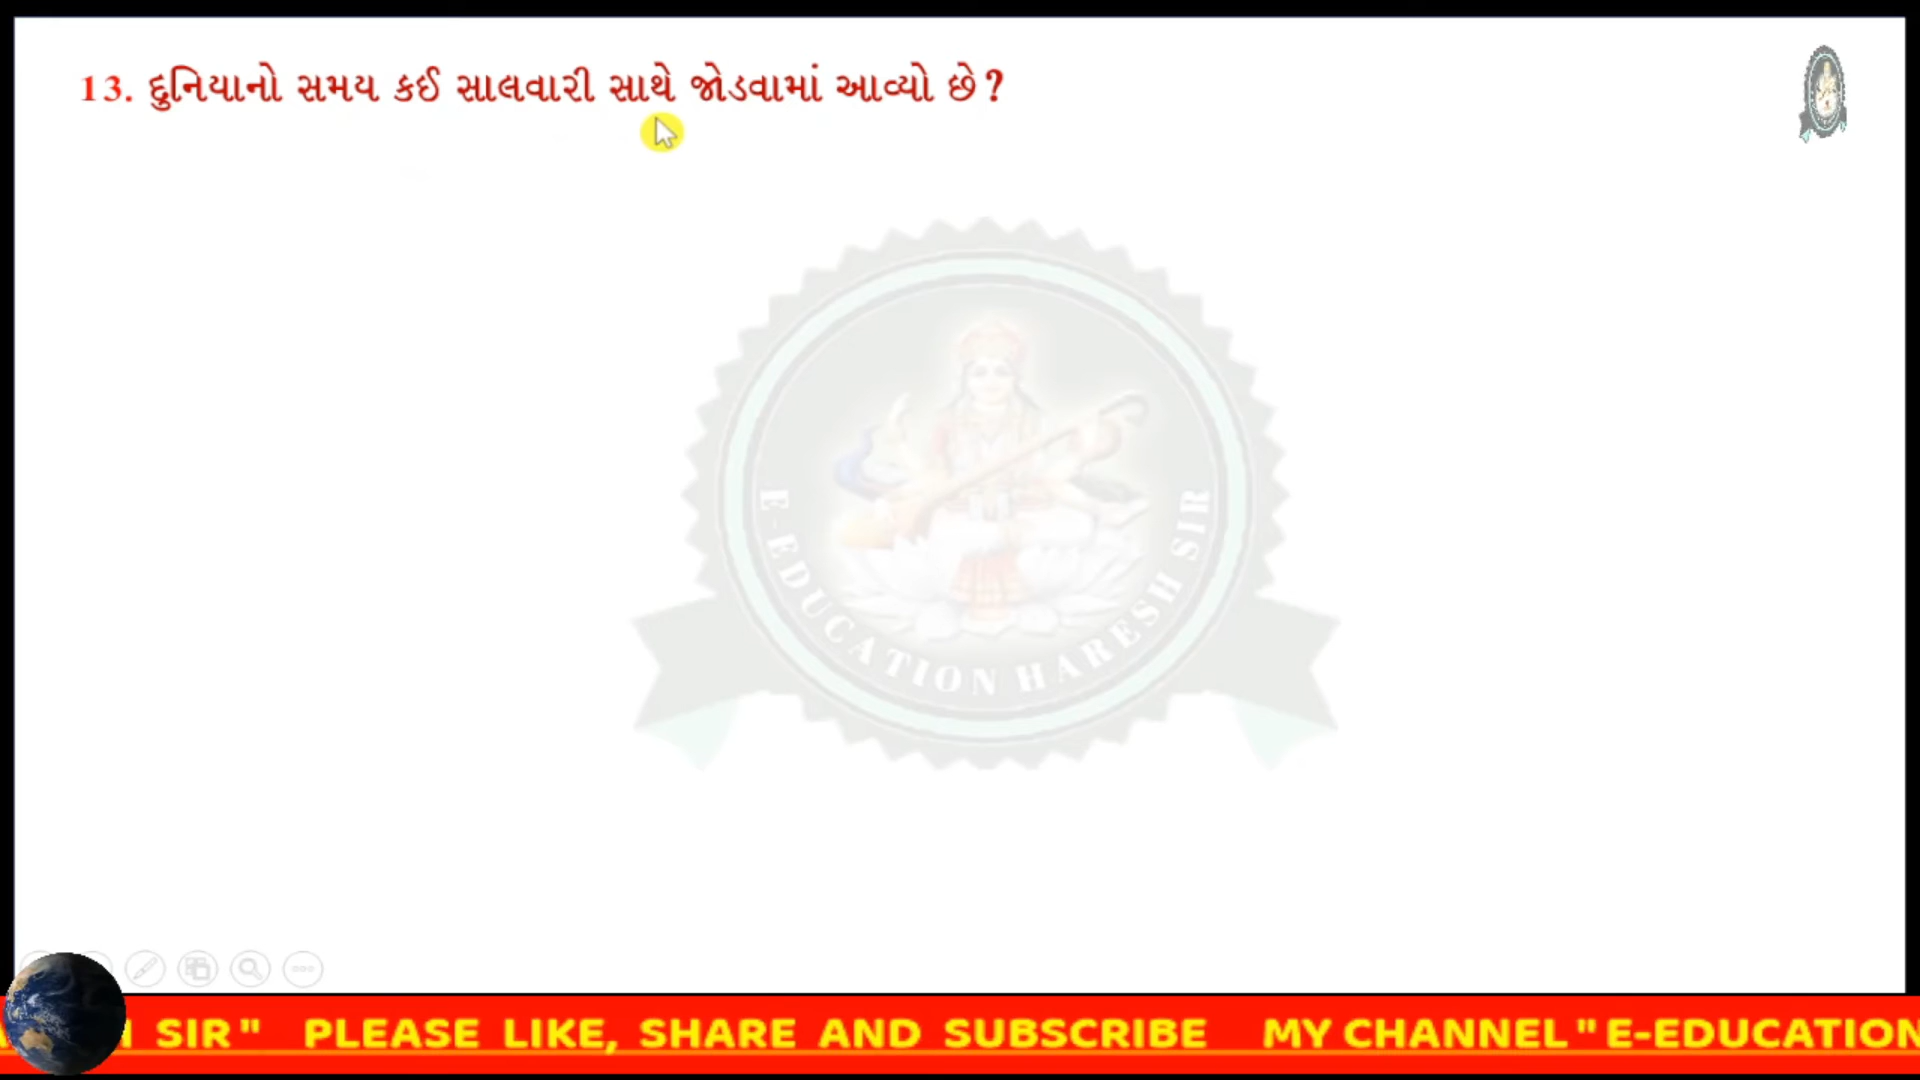 13. દુનિયાનો સમય કઈ સાલવારી સાથે જોડવામાં આવ્યો છે?
E-EDUCATION HARESH SIR
SIR" PLEASE LIKE, SHARE AND SUBSCRIBE MY CHANNEL "E-EDUCATION